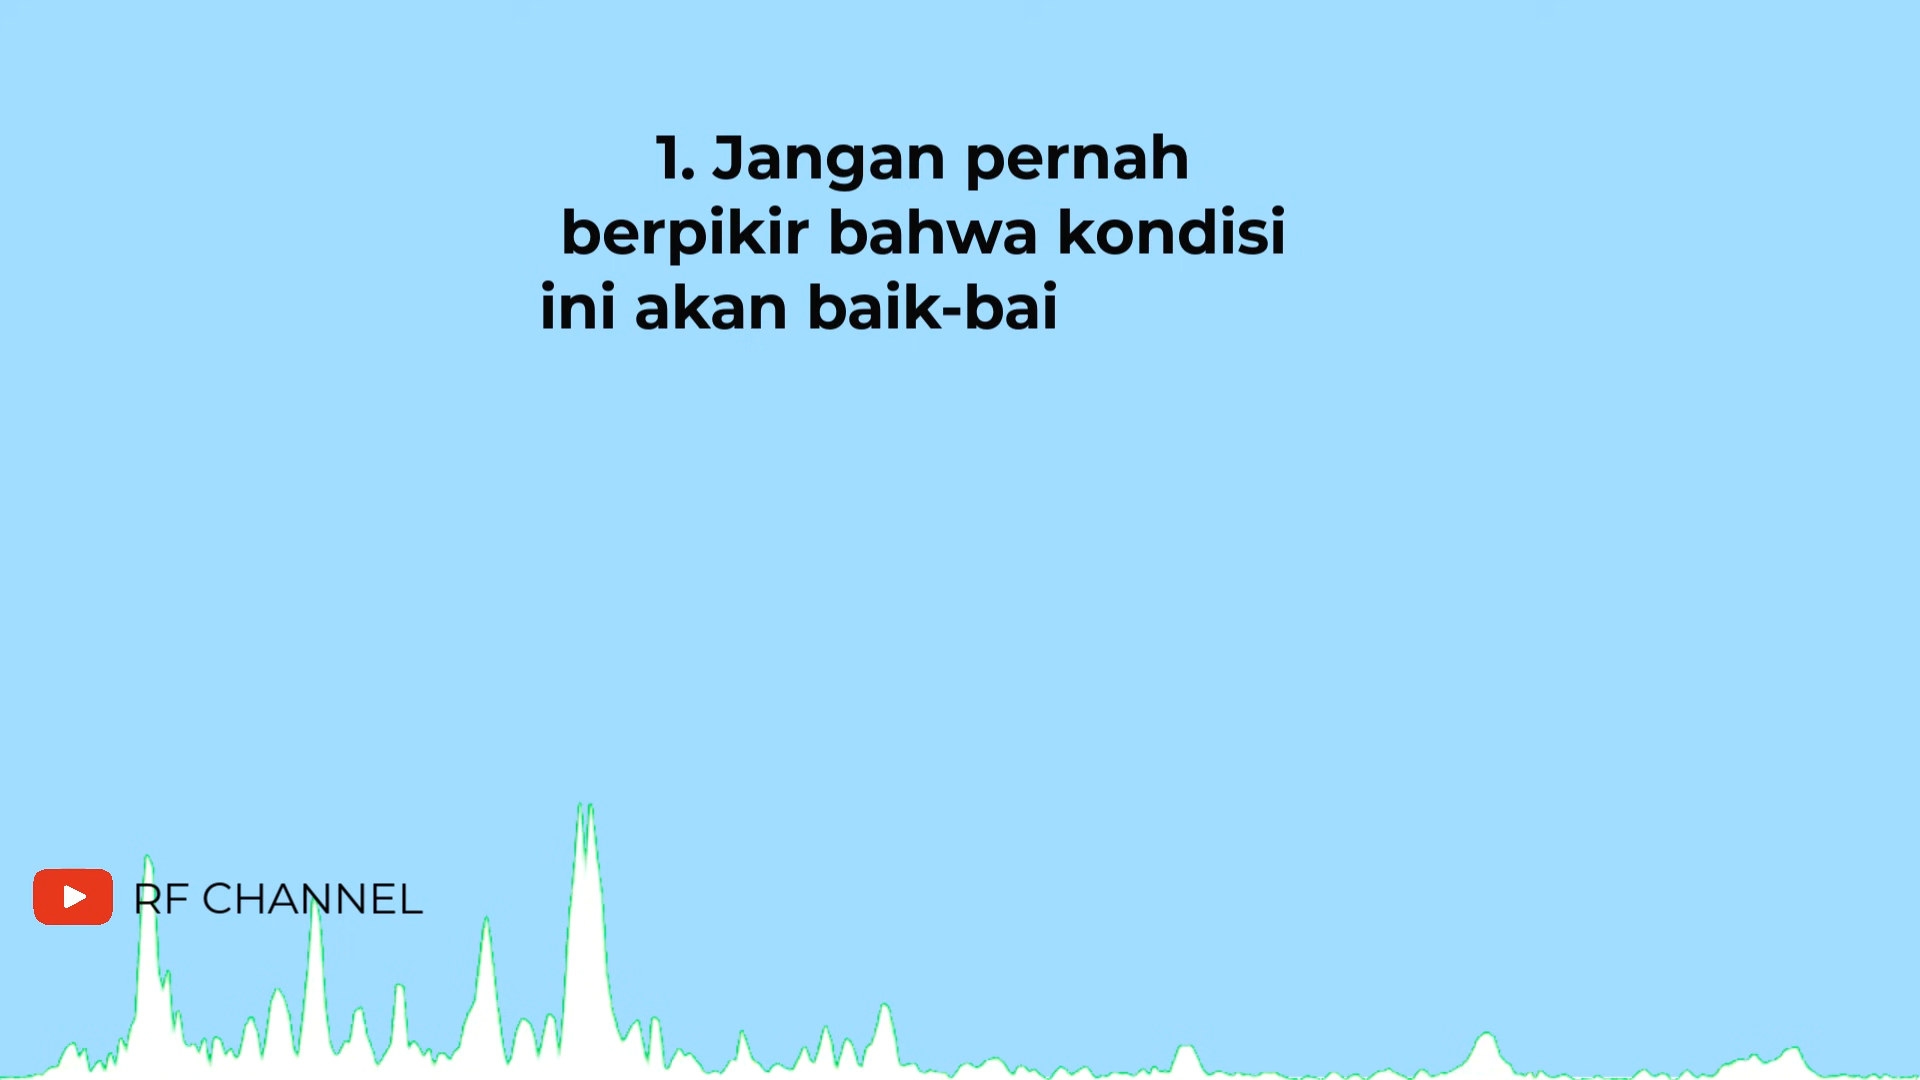 1. Jangan pernah
berpikir bahwa kondisi
ini akan baik-bai
RF CHANNEL